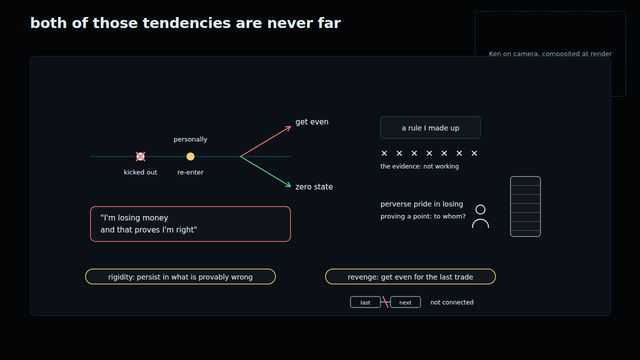 both of those tendencies are never far
Ken on camera, composited at render
get even
a rule I made up
personally
× × × × × × ×
kicked out
re-enter
the evidence: not working
zero state
"I'm losing money
and that proves I'm right"
perverse pride in losing
proving a point: to whom?
rigidity: persist in what is provably wrong
revenge: get even for the last trade
last
next
not connected